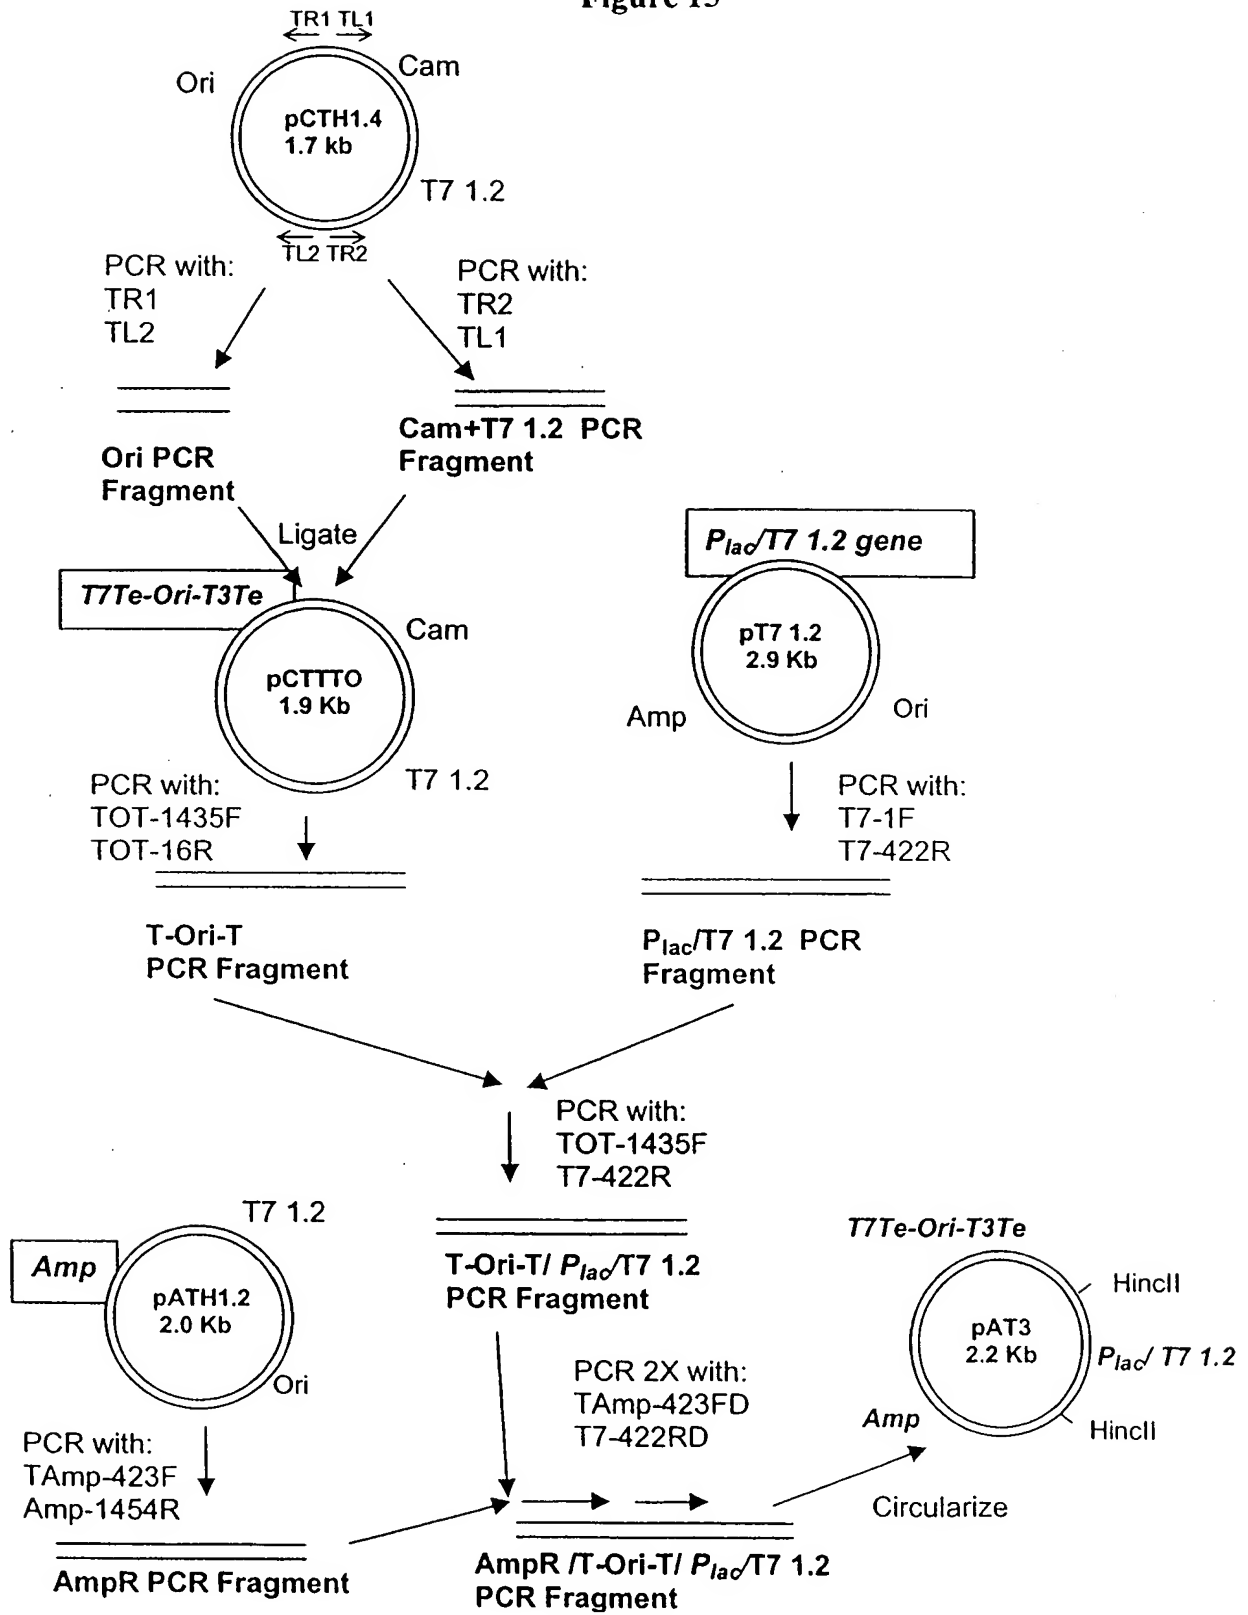 Figure 15
TR1 TL1
Ori
Cam
pCTH1.4
1.7 kb
T7 1.2
TL2 TR2
PCR with:
TR1
TL2
PCR with:
TR2
TL1
Ori PCR
Fragment
Cam+T7 1.2 PCR
Fragment
Ligate
T7Te-Ori-T3Te
Cam
pCTTTO
1.9 Kb
T7 1.2
Plac/T7 1.2 gene
pT7 1.2
2.9 Kb
Amp
Ori
PCR with:
TOT-1435F
TOT-16R
PCR with:
T7-1F
T7-422R
T-Ori-T
PCR Fragment
Plac/T7 1.2 PCR
Fragment
PCR with:
TOT-1435F
T7-422R
T-Ori-T/ Plac/T7 1.2
PCR Fragment
T7 1.2
Amp
pATH1.2
2.0 Kb
Ori
PCR with:
TAmp-423F
Amp-1454R
AmpR PCR Fragment
PCR 2X with:
TAmp-423FD
T7-422RD
AmpR /T-Ori-T/ Plac/T7 1.2
PCR Fragment
Circularize
T7Te-Ori-T3Te
HincII
pAT3
2.2 Kb
Plac/ T7 1.2
Amp
HincII